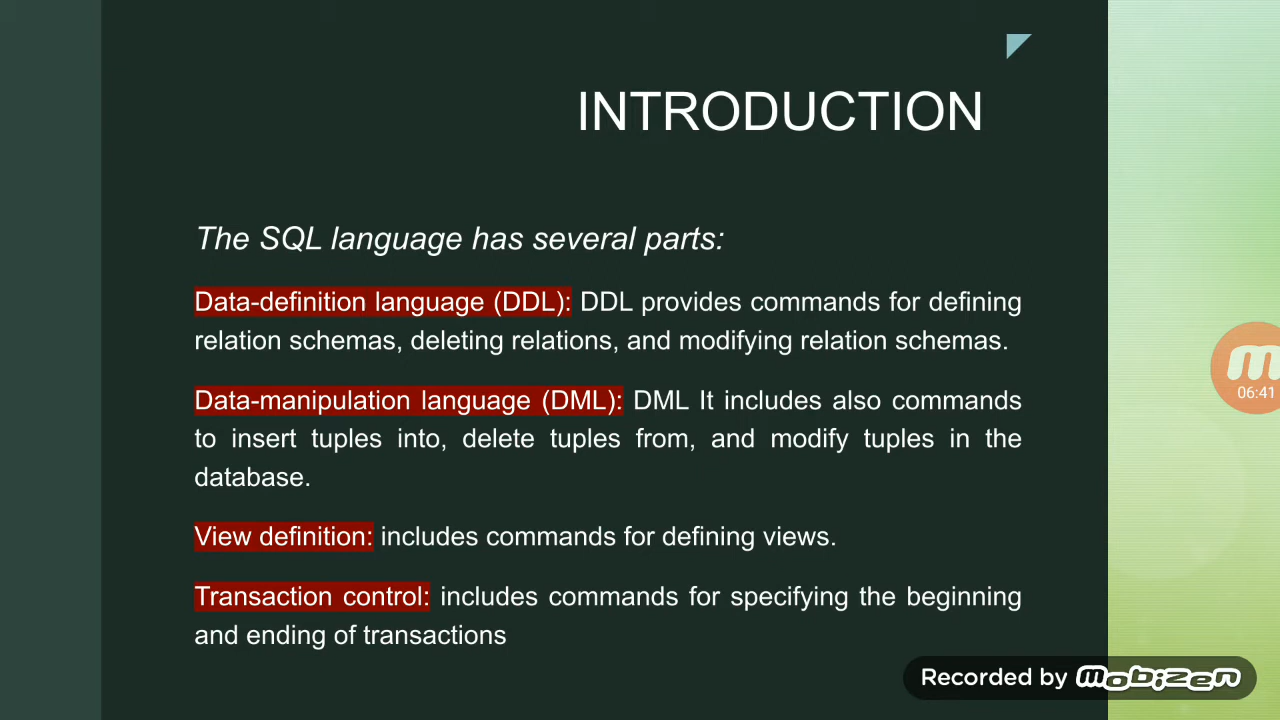 INTRODUCTION
The SQL language has several parts:
Data-definition language (DDL): DDL provides commands for defining
relation schemas, deleting relations, and modifying relation schemas.
Data-manipulation language (DML): DML It includes also commands
to insert tuples into, delete tuples from, and modify tuples in the
database.
View definition: includes commands for defining views.
Transaction control: includes commands for specifying the beginning
and ending of transactions
06:41
Recorded by mobizen